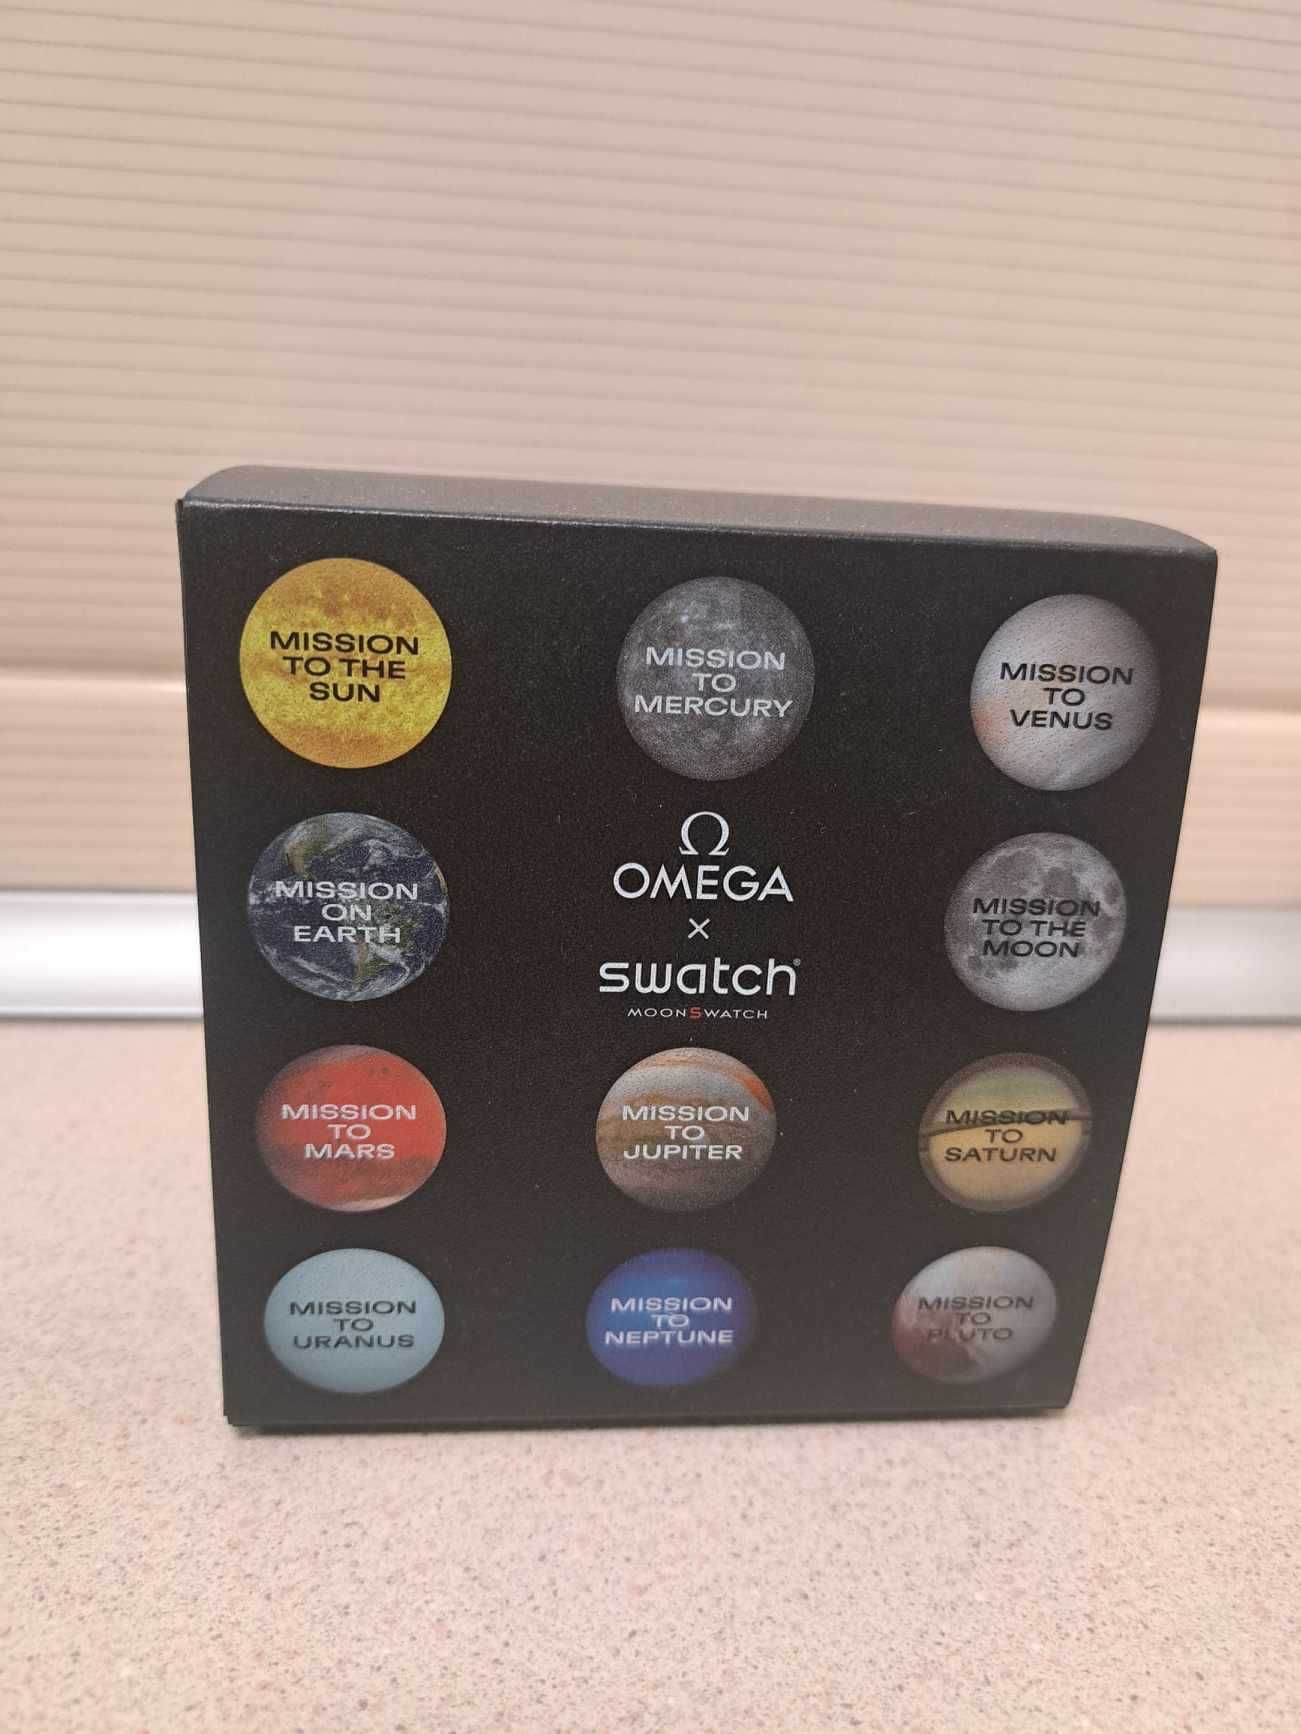 MISSION
TO THE
SUN
MISSION
TO
MERCURY
MISSION
TO
VENUS
MISSION
ON
EARTH
Ω
OMEGA
×
swatch®
MOONSWATCH
MISSION
TO THE
MOON
MISSION
TO
MARS
MISSION
TO
JUPITER
MISSION
TO
SATURN
MISSION
TO
URANUS
MISSION
TO
NEPTUNE
MISSION
TO
PLUTO